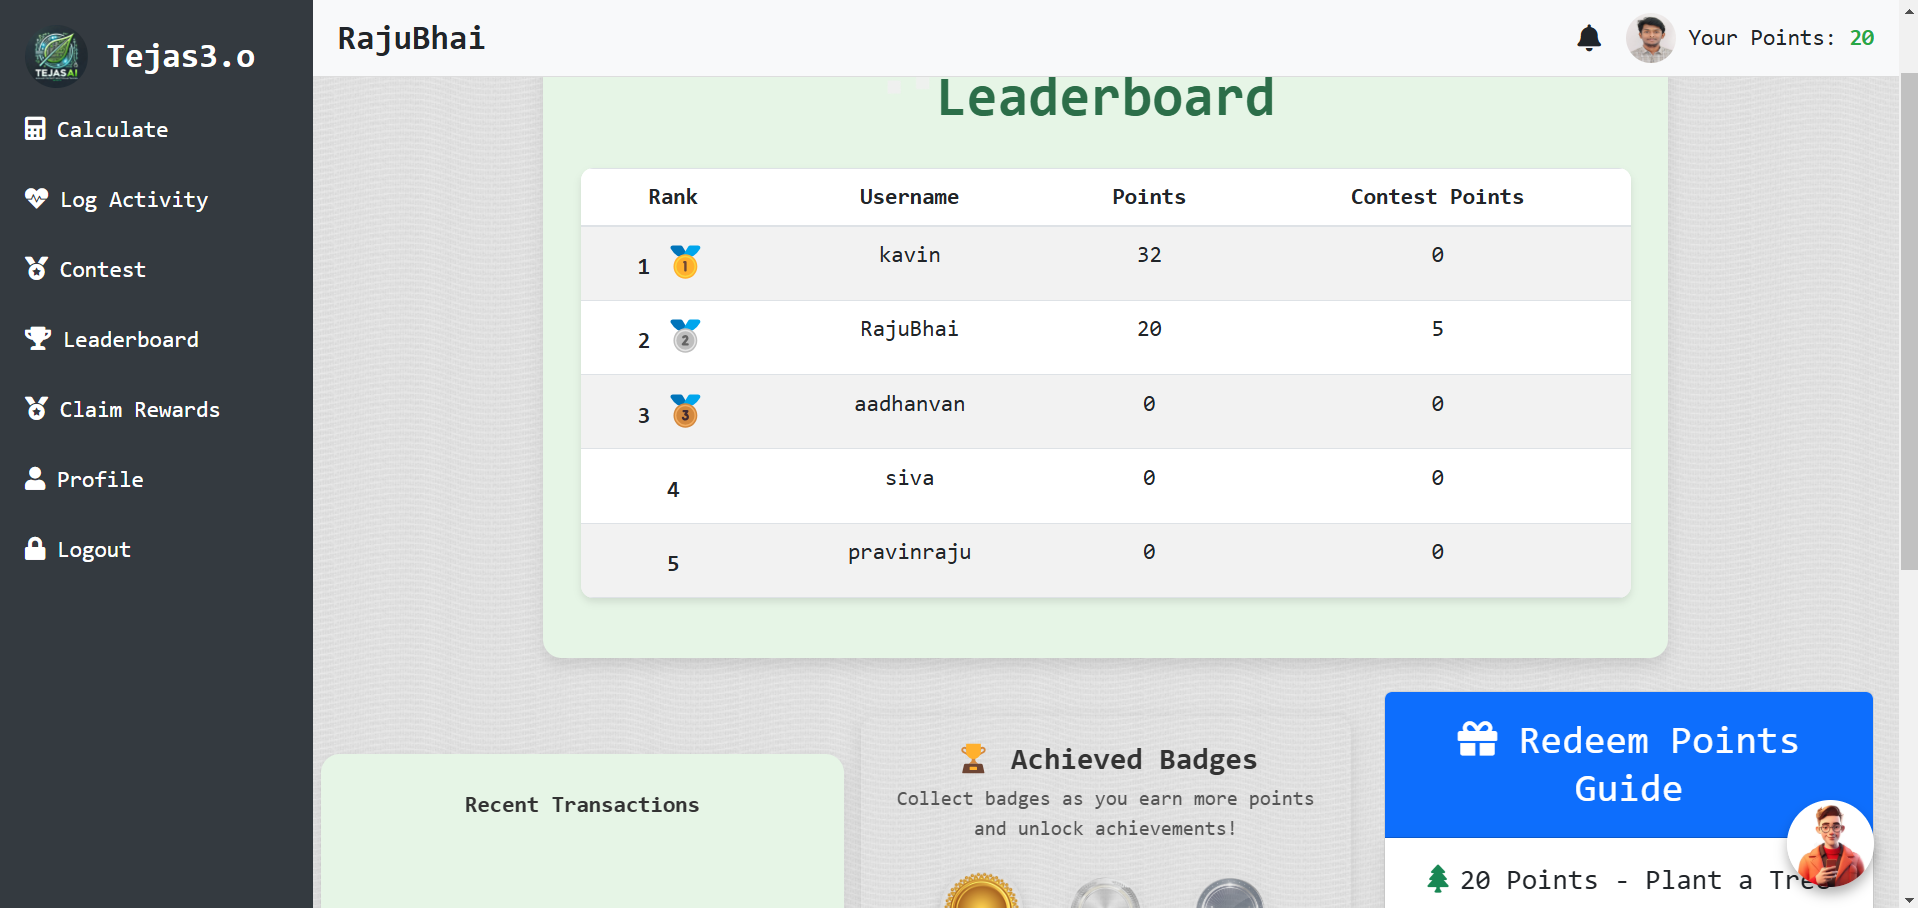 TEJASAI
Tejas3.o
Calculate
Log Activity
Contest
Leaderboard
Claim Rewards
Profile
Logout
RajuBhai
Your Points: 20
Leaderboard
Rank Username Points Contest Points
1 1 kavin 32 0
2 2 RajuBhai 20 5
3 3 aadhanvan 0 0
4 siva 0 0
5 pravinraju 0 0
Recent Transactions
Achieved Badges
Collect badges as you earn more points
and unlock achievements!
Redeem Points
Guide
20 Points - Plant a Tree